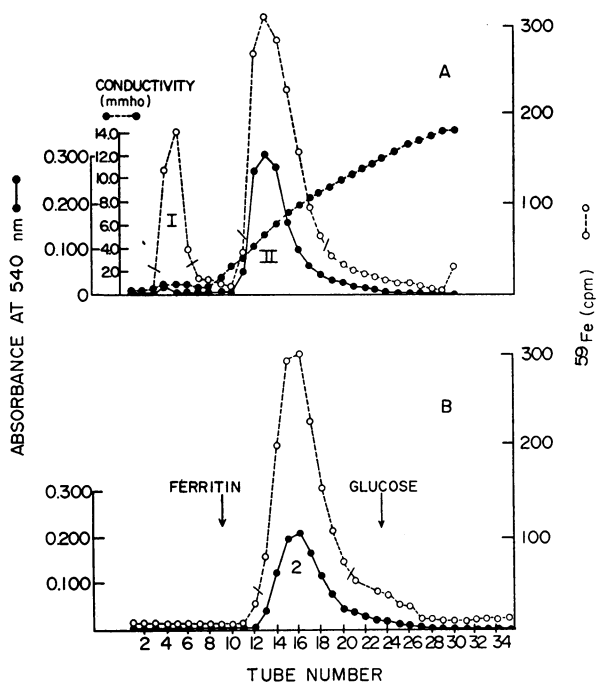 CONDUCTIVITY
(mmho)
A
300
200
100
14.0
12.0
10.0
8.0
6.0
4.0
2.0
0.300
0.200
0.100
0
I
II
ABSORBANCE AT 540 nm
59Fe (cpm)
B
300
200
100
FERRITIN
GLUCOSE
0.300
0.200
0.100
2
2 4 6 8 10 12 14 16 18 20 22 24 26 28 30 32 34
TUBE NUMBER